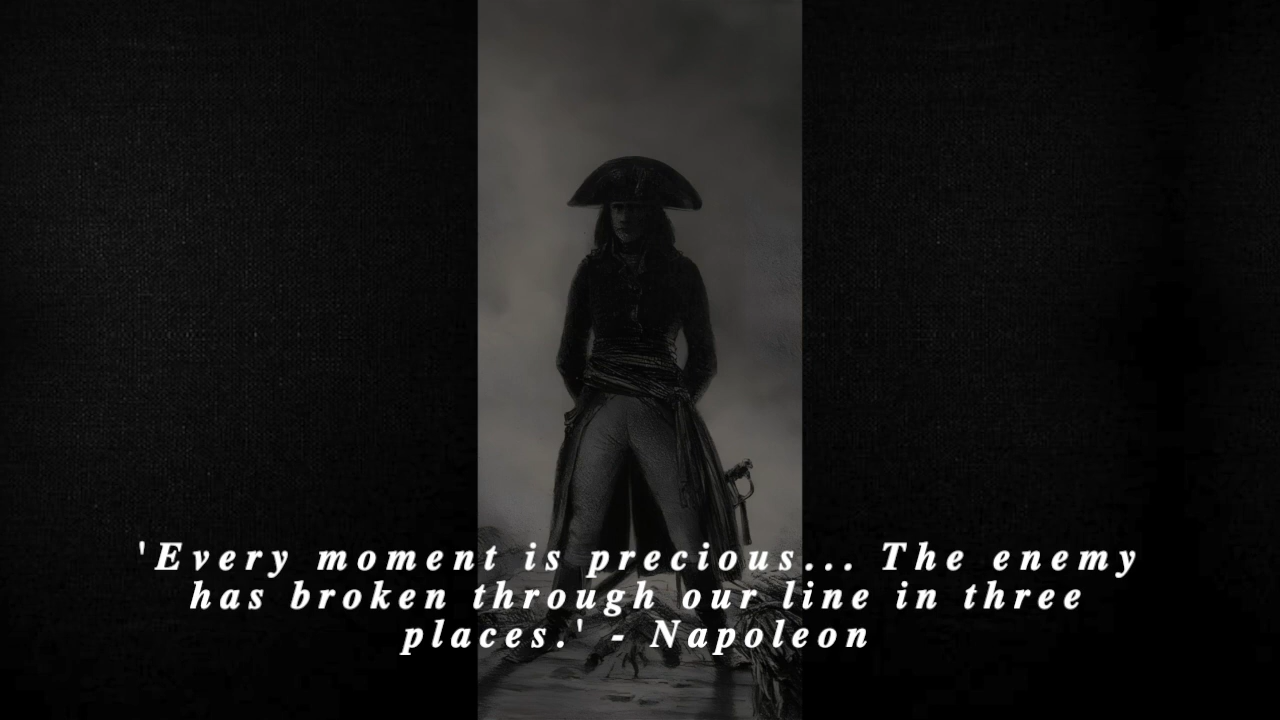 'Every moment is precious... The enemy
has broken through our line in three
places.' - Napoleon